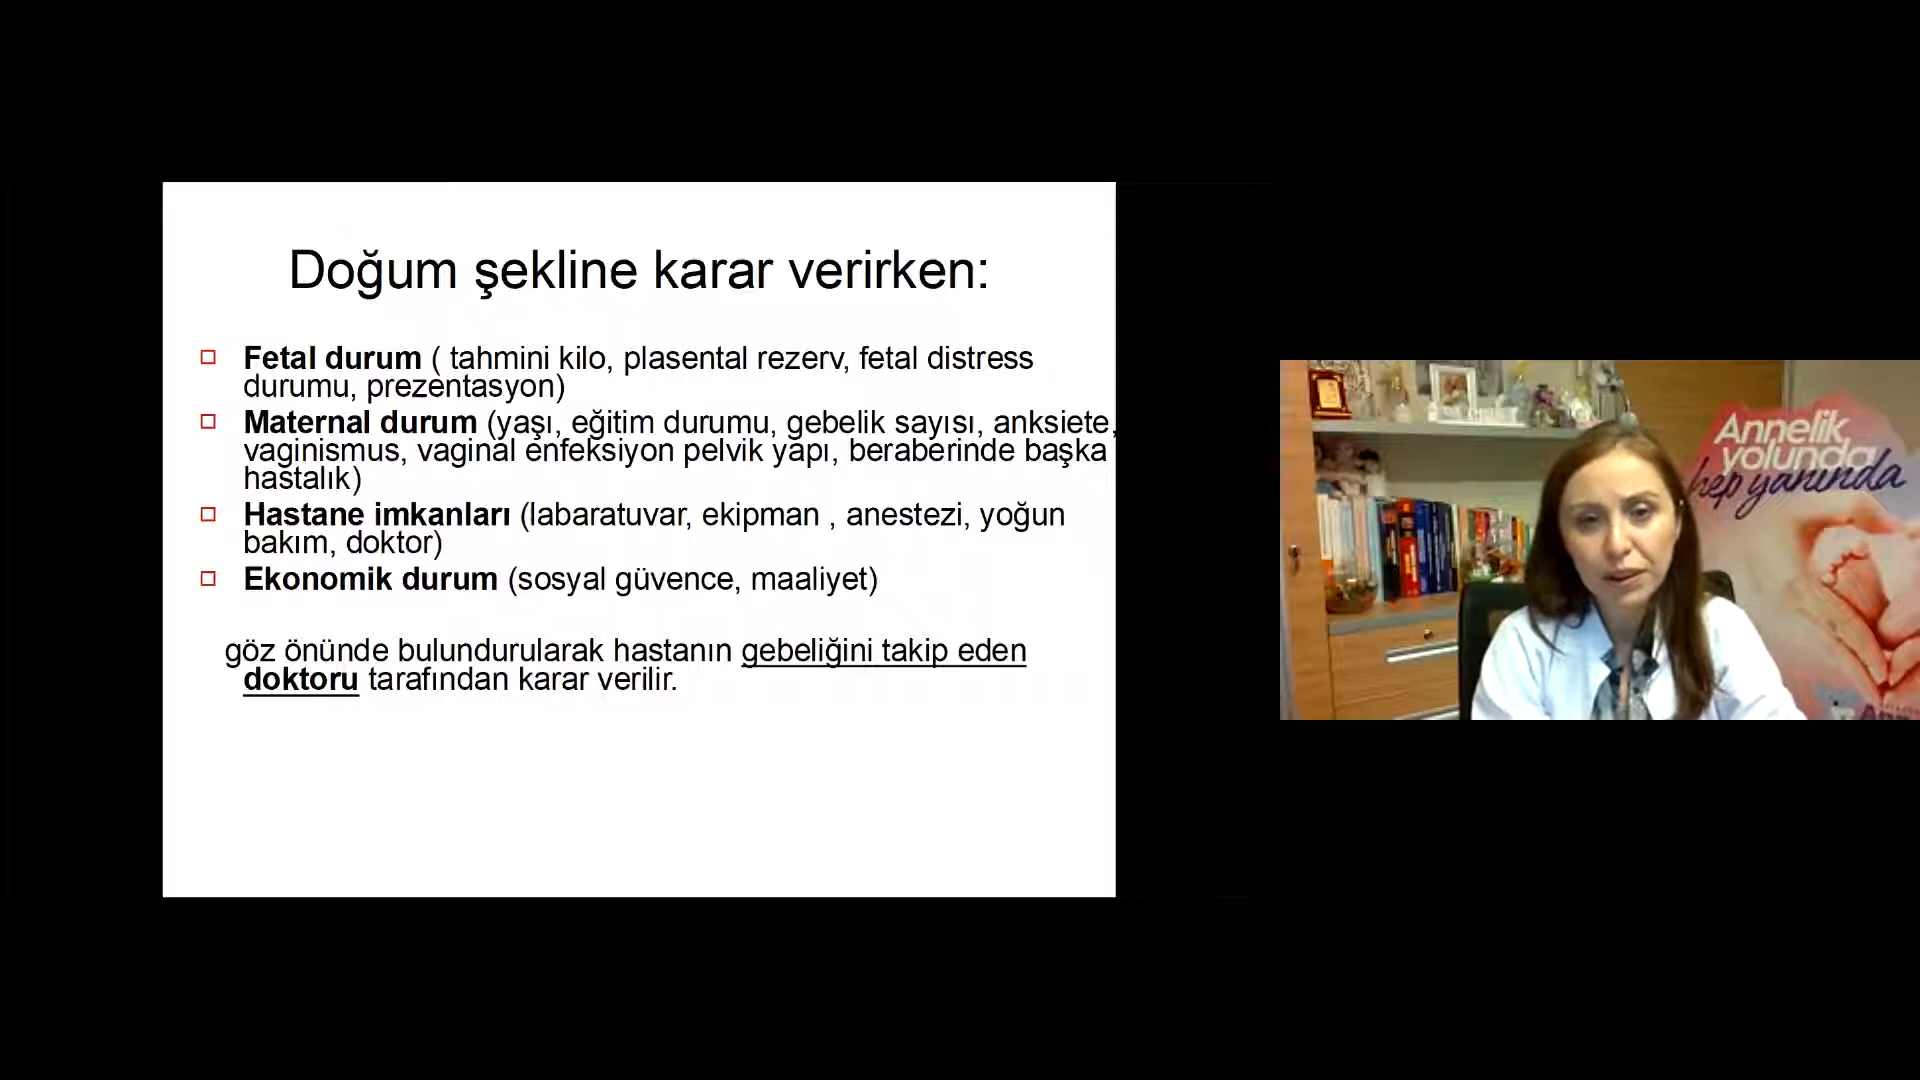 Doğum şekline karar verirken:
Fetal durum ( tahmini kilo, plasental rezerv, fetal distress
durumu, prezentasyon)
Maternal durum (yaşı, eğitim durumu, gebelik sayısı, anksiete,
vaginismus, vaginal enfeksiyon pelvik yapı, beraberinde başka
hastalık)
Hastane imkanları (labaratuvar, ekipman , anestezi, yoğun
bakım, doktor)
Ekonomik durum (sosyal güvence, maaliyet)
göz önünde bulundurularak hastanın gebeliğini takip eden
doktoru tarafından karar verilir.
Annelik
yolunda
hep yanında